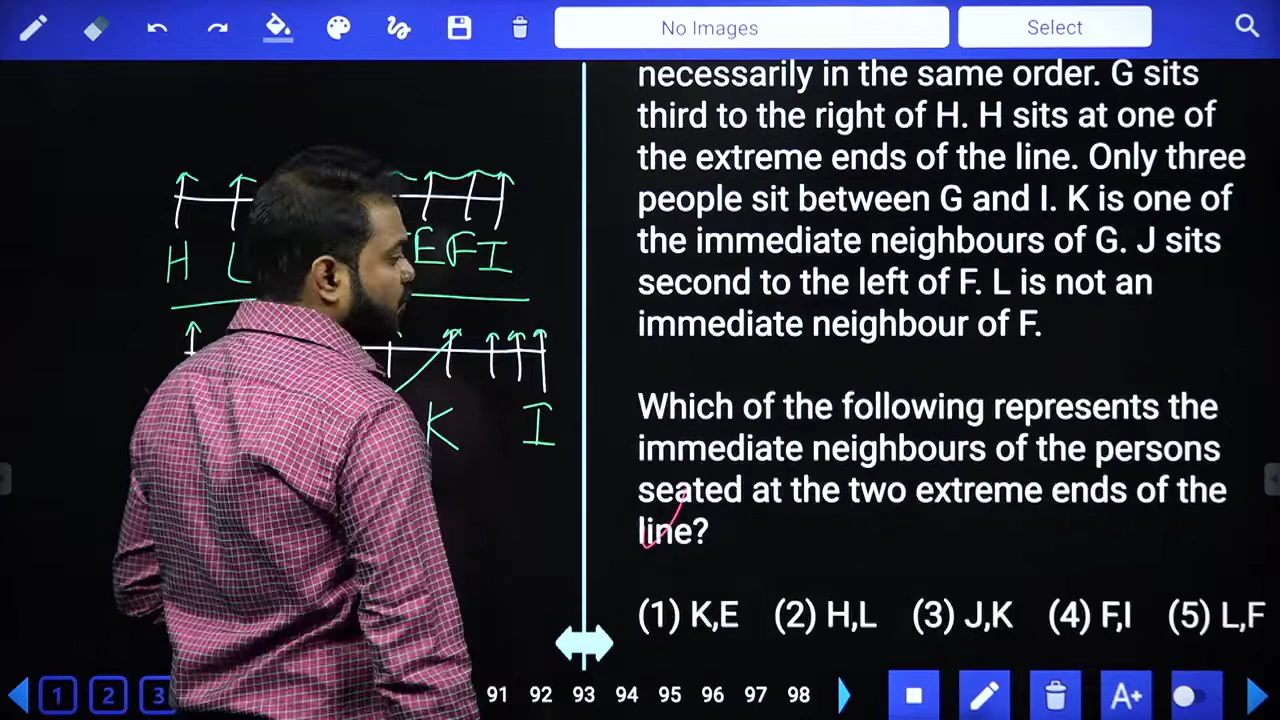 No Images
Select
necessarily in the same order. G sits
third to the right of H. H sits at one of
the extreme ends of the line. Only three
people sit between G and I. K is one of
the immediate neighbours of G. J sits
second to the left of F. L is not an
immediate neighbour of F.
Which of the following represents the
immediate neighbours of the persons
seated at the two extreme ends of the
line?
(1) K,E (2) H,L (3) J,K (4) F,I (5) L,F
H L E F I
K I
1 2 3 91 92 93 94 95 96 97 98
A+